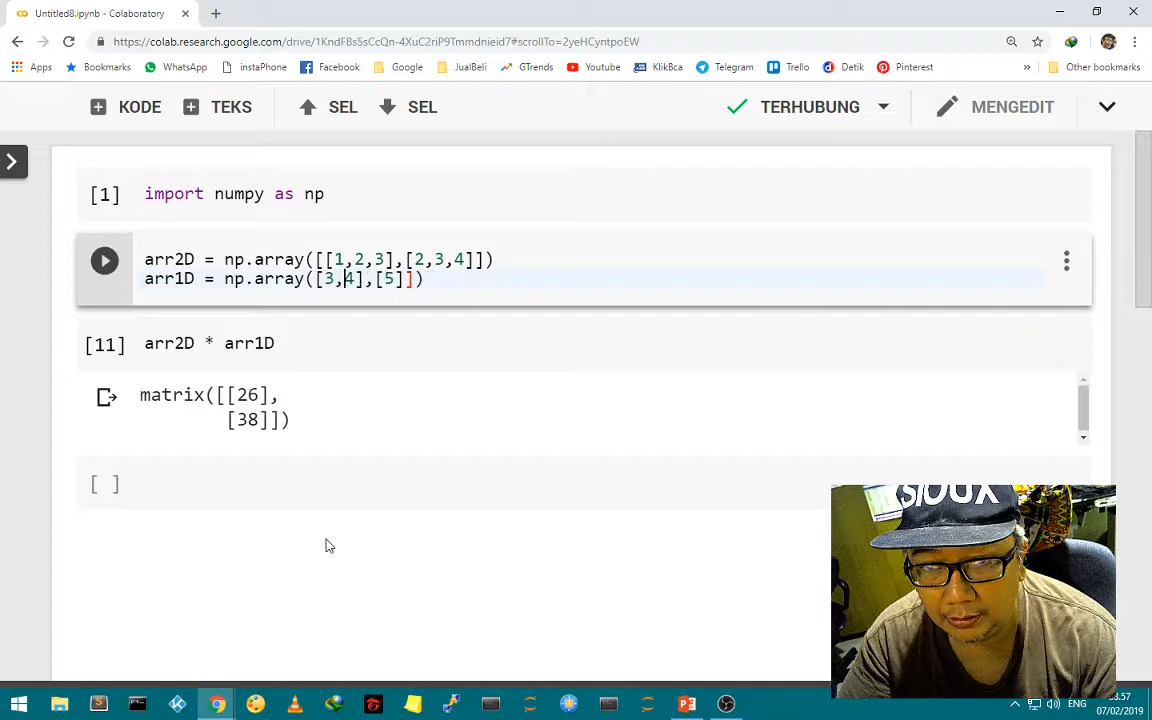 Untitled8.ipynb - Colaboratory
https://colab.research.google.com/drive/1KndFBs5sCcQn-4XuC2riP9Tmmdnieid7#scrollTo=2yeHCyntpoEW
Apps Bookmarks WhatsApp instaPhone Facebook Google JualBeli GTrends Youtube KlikBca Telegram Trello Detik Pinterest » Other bookmarks
KODE TEKS SEL SEL TERHUBUNG MENGEDIT
[1] import numpy as np
arr2D = np.array([[1,2,3],[2,3,4]])
arr1D = np.array([3,4],[5]])
[11] arr2D * arr1D
matrix([[26],
[38]])
[ ]
SIOUX
ENG
07/02/2019